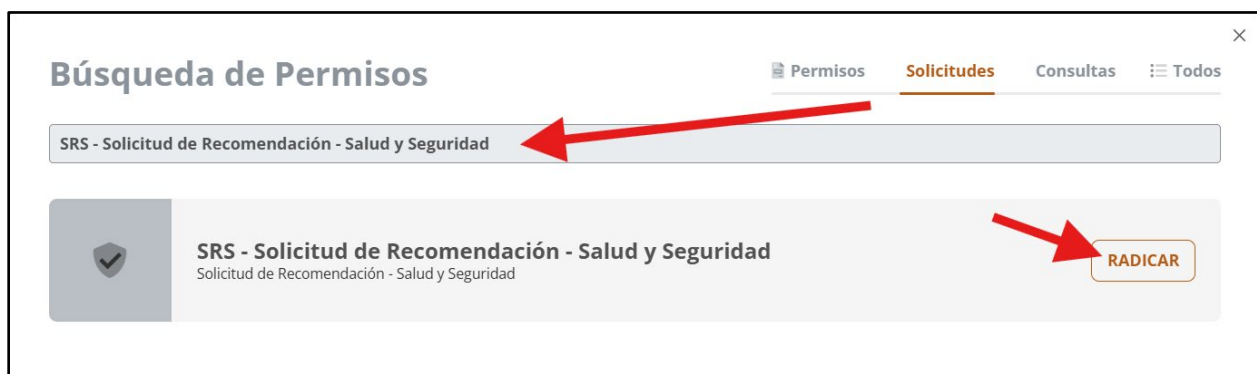 Búsqueda de Permisos
Permisos Solicitudes Consultas Todos
SRS - Solicitud de Recomendación - Salud y Seguridad
SRS - Solicitud de Recomendación - Salud y Seguridad
Solicitud de Recomendación - Salud y Seguridad
RADICAR